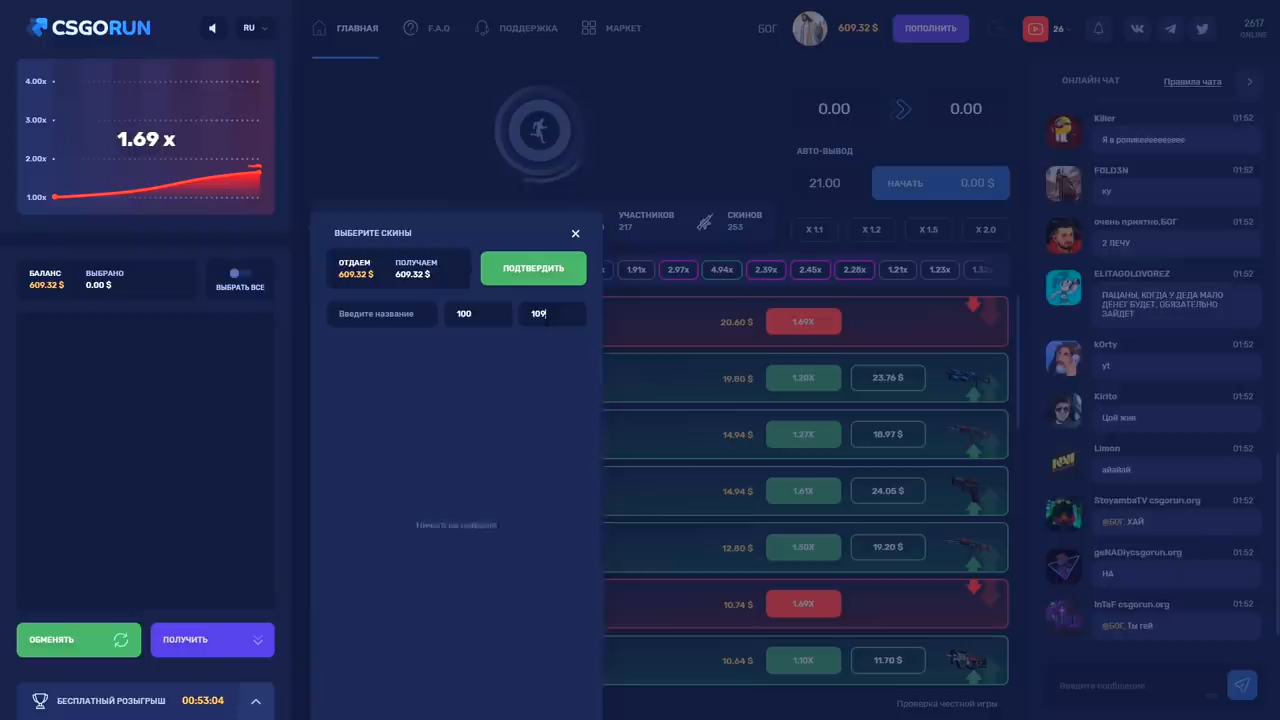 CSGORUN
RU
ГЛАВНАЯ
F.A.Q
ПОДДЕРЖКА
МАРКЕТ
БОГ
609.32 $
ПОПОЛНИТЬ
26
2617
ONLINE
4.00x
3.00x
2.00x
1.00x
1.69 x
БАЛАНС
609.32 $
ВЫБРАНО
0.00 $
ВЫБРАТЬ ВСЕ
ОБМЕНЯТЬ
ПОЛУЧИТЬ
БЕСПЛАТНЫЙ РОЗЫГРЫШ
00:53:04
0.00
0.00
АВТО-ВЫВОД
21.00
НАЧАТЬ
0.00 $
УЧАСТНИКОВ
217
СКИНОВ
253
X 1.1
X 1.2
X 1.5
X 2.0
ВЫБЕРИТЕ СКИНЫ
ОТДАЕМ
609.32 $
ПОЛУЧАЕМ
609.32 $
ПОДТВЕРДИТЬ
Введите название
100
109
1.91x
2.97x
4.94x
2.39x
2.45x
2.28x
1.21x
1.23x
20.60 $
1.69X
19.80 $
1.20X
23.76 $
14.94 $
1.27X
18.97 $
14.94 $
1.61X
24.05 $
12.80 $
1.50X
19.20 $
10.74 $
1.69X
10.64 $
1.10X
11.70 $
Проверка честной игры
ОНЛАЙН ЧАТ
Правила чата
Killer
01:52
Я в роликеееееееееее
F0LD3N
01:52
ку
очень приятно,БОГ
01:52
2 ЛЕЧУ
ELITAGOLOVOREZ
01:52
ПАЦАНЫ, КОГДА У ДЕДА МАЛО
ДЕНЕГ БУДЕТ, ОБЯЗАТЕЛЬНО
ЗАЙДЕТ
k0rty
01:52
yt
Kirito
01:52
Цой жив
Limon
01:52
айайай
StoyambaTV csgorun.org
01:52
@БОГ, ХАЙ
geNADIycsgorun.org
01:52
НА
InTaF csgorun.org
01:52
@БОГ, Ты гей
Введите сообщение